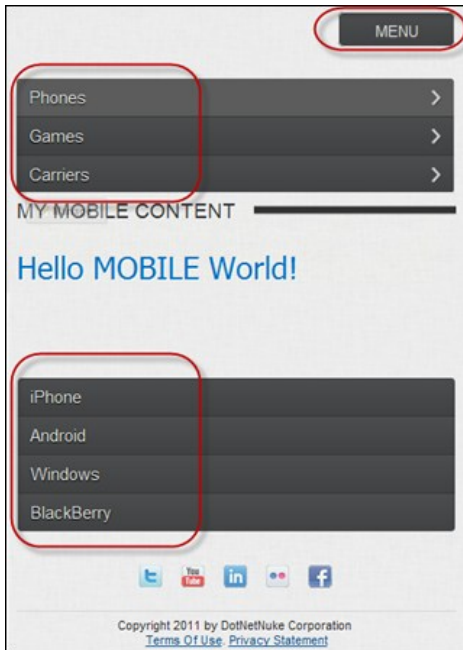 MENU
Phones
Games
Carriers
MY MOBILE CONTENT
Hello MOBILE World!
iPhone
Android
Windows
BlackBerry
You
Tube
in
Copyright 2011 by DotNetNuke Corporation
Terms Of Use Privacy Statement